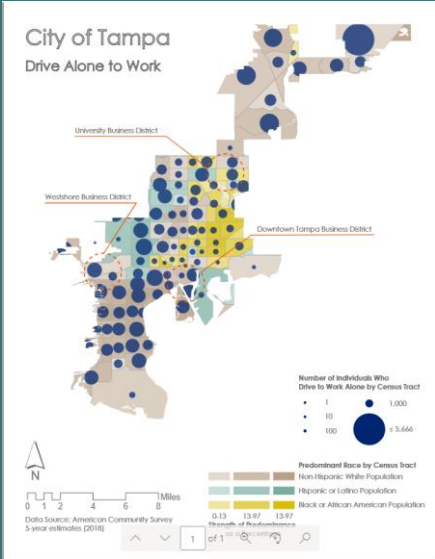 City of Tampa
Drive Alone to Work
University Business District
Westshore Business District
Downtown Tampa Business District
Number of Individuals Who
Drive to Work Alone by Census Tract
1
10
100
1,000
≤ 5,666
Predominant Race by Census Tract
Non-Hispanic White Population
Hispanic or Latino Population
Black or African American Population
0-13 13-97 13-97
Strength of Predominance
N
0 1 2 4 6 8 Miles
Data Source: American Community Survey
5-year estimates (2018)
1 of 1